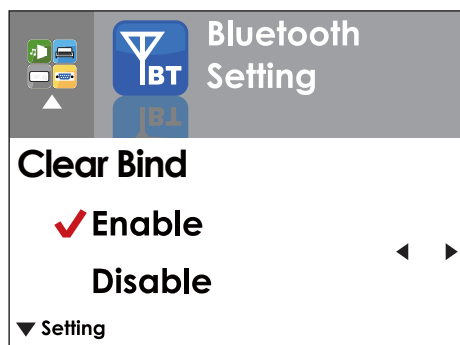 Bluetooth
Setting
BT
Clear Bind
Enable
Disable
Setting